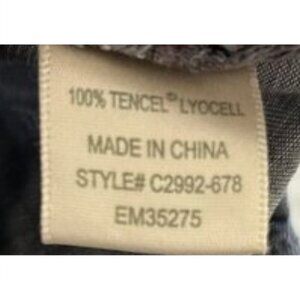 100% TENCEL® LYOCELL
MADE IN CHINA
STYLE# C2992-678
EM35275